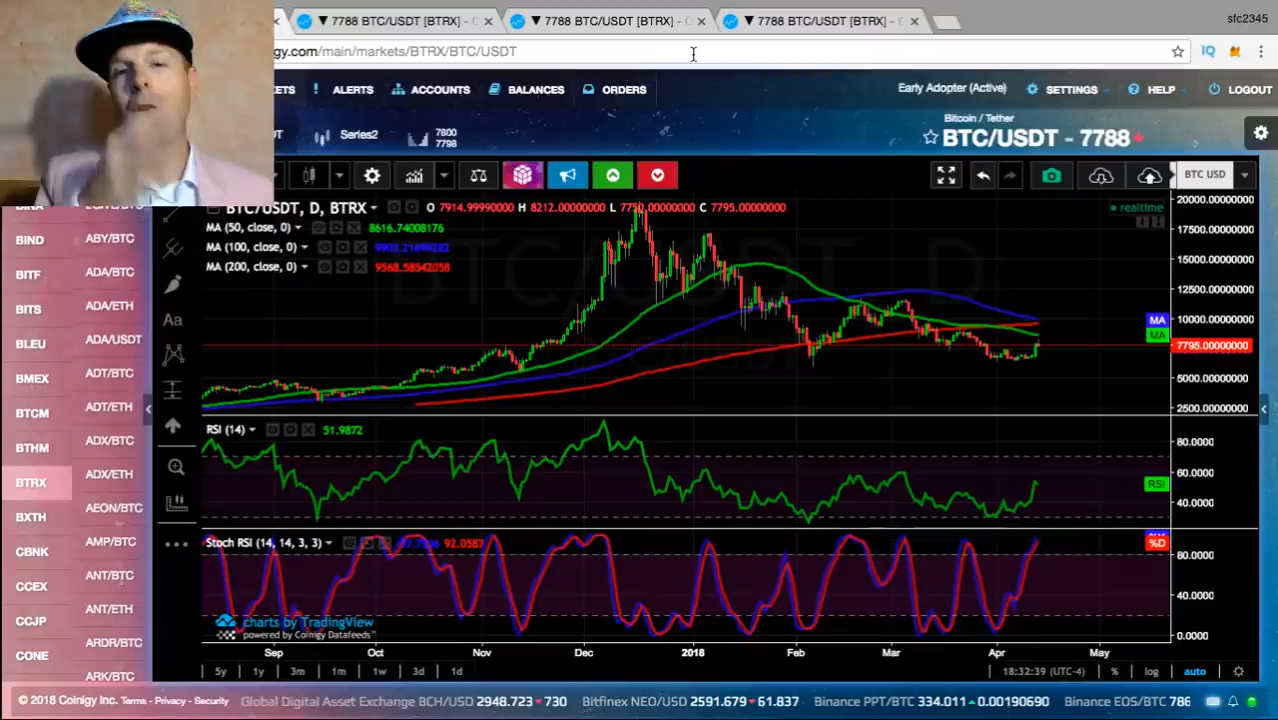 ▼ 7788 BTC/USDT [BTRX] - ▼ 7788 BTC/USDT [BTRX] - ▼ 7788 BTC/USDT [BTRX] - sfc2345
gy.com/main/markets/BTRX/BTC/USDT IQ
ETS ! ALERTS ACCOUNTS BALANCES ORDERS Early Adopter (Active) SETTINGS HELP LOGOUT
Bitcoin / Tether
DT Series2 7800 BTC/USDT - 7788
7798
BTC USD
BTC/USDT, D, BTRX O 7914.99990000 H 8212.00000000 L 00000000 C 7795.00000000 realtime
MA (50, close, 0) 8616.74008176
MA (100, close, 0)
MA (200, close, 0) 9568.58542058
20000.00000000
17500.00000000
15000.00000000
12500.00000000
10000.00000000
MA
MA
7795.00000000
5000.00000000
2500.00000000
RSI (14) 51.9872
80.0000
60.0000
RSI
40.0000
Stoch RSI (14, 14, 3, 3) 92.0587
%D
80.0000
40.0000
0.0000
charts by TradingView
powered by Coinigy Datafeeds
Sep Oct Nov Dec 2018 Feb Mar Apr May
5y 1y 3m 1m 1w 3d 1d 18:32:39 (UTC-4) % log auto
BINA
BIND
BITF
BITS
BLEU
BMEX
BTCM
BTHM
BTRX
BXTH
CBNK
CCEX
CCJP
CONE
ABY/BTC
ADA/BTC
ADA/ETH
ADA/USDT
ADT/BTC
ADT/ETH
ADX/BTC
ADX/ETH
AEON/BTC
AMP/BTC
ANT/BTC
ANT/ETH
ARDR/BTC
ARK/BTC
Aa
© 2018 Coinigy Inc. Terms - Privacy - Security Global Digital Asset Exchange BCH/USD 2948.723 730 Bitfinex NEO/USD 2591.679 61.837 Binance PPT/BTC 334.011 0.00190690 Binance EOS/BTC 786